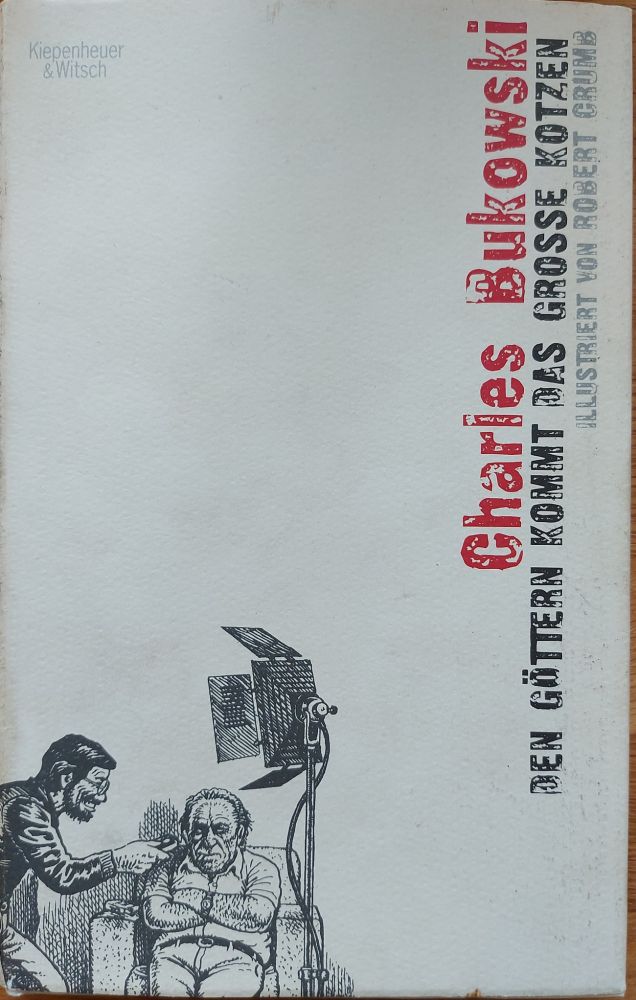 Kiepenheuer
& Witsch
Charles Bukowski
DEN GÖTTERN KOMMT DAS GROSSE KOTZEN
ILLUSTRIERT VON ROBERT CRUMB